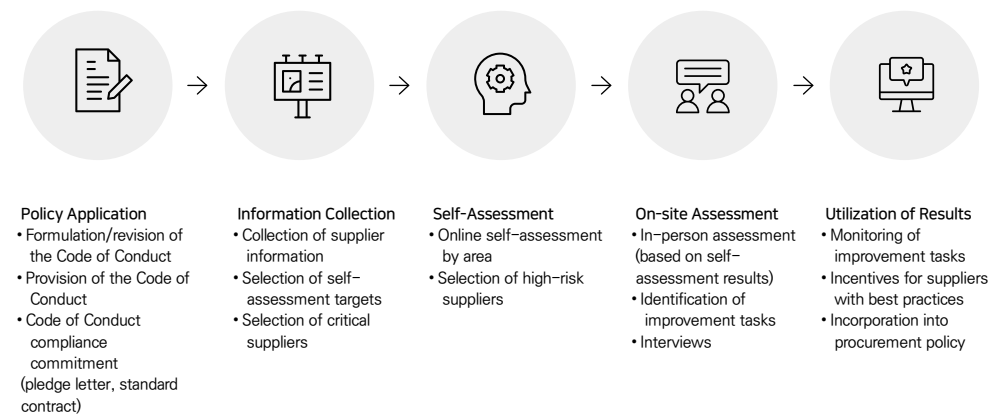 Policy Application
• Formulation/revision of
the Code of Conduct
• Provision of the Code of
Conduct
• Code of Conduct
compliance
commitment
(pledge letter, standard
contract)
Information Collection
• Collection of supplier
information
• Selection of self-
assessment targets
• Selection of critical
suppliers
Self-Assessment
• Online self-assessment
by area
• Selection of high-risk
suppliers
On-site Assessment
• In-person assessment
(based on self-
assessment results)
• Identification of
improvement tasks
• Interviews
Utilization of Results
• Monitoring of
improvement tasks
• Incentives for suppliers
with best practices
• Incorporation into
procurement policy